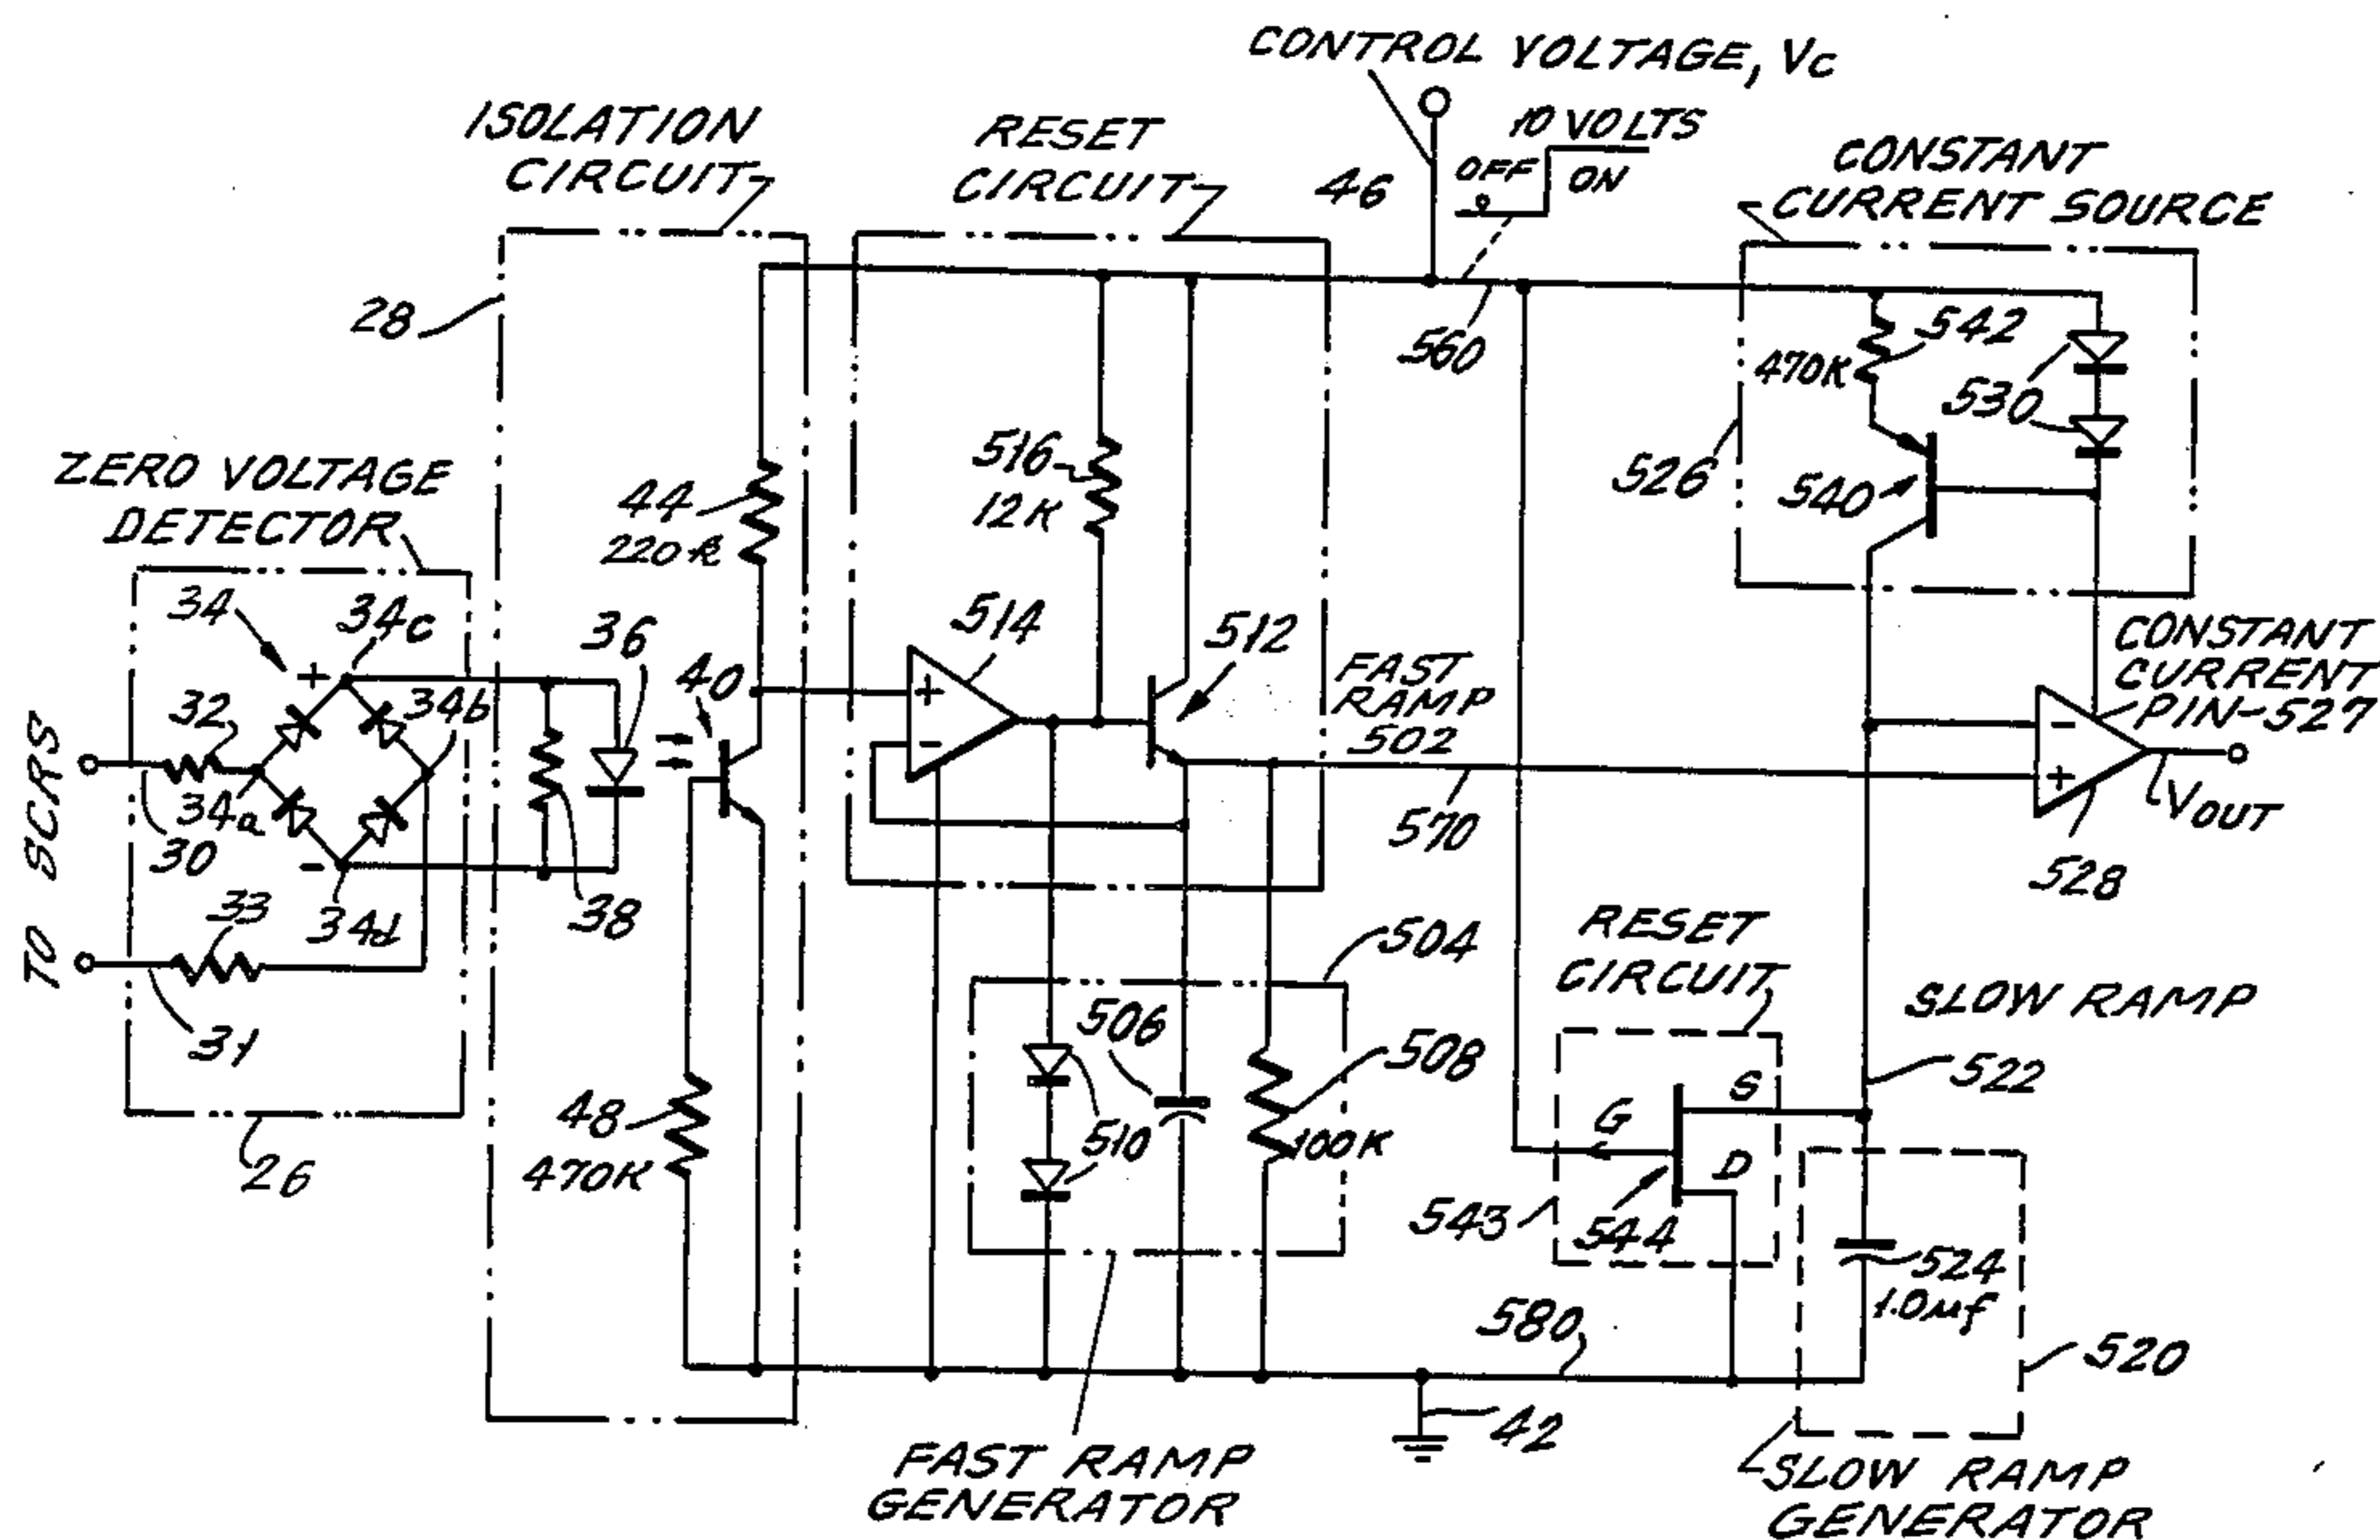 CONTROL VOLTAGE, Vc
10 VOLTS
OFF
ON
46
ISOLATION
CIRCUIT
RESET
CIRCUIT
CONSTANT
CURRENT SOURCE
28
560
542
470K
530
526
540
ZERO VOLTAGE
DETECTOR
516
12K
44
220K
34
34c
+
36
40
514
512
+
-
FAST
RAMP
502
CONSTANT
CURRENT
PIN-527
-
+
VOUT
528
32
34b
34a
30
TO SCRS
-
34d
33
38
31
26
570
504
506
508
100K
510
48
470K
RESET
CIRCUIT
G
S
D
543
544
SLOW RAMP
522
524
1.0μf
520
580
42
FAST RAMP
GENERATOR
SLOW RAMP
GENERATOR